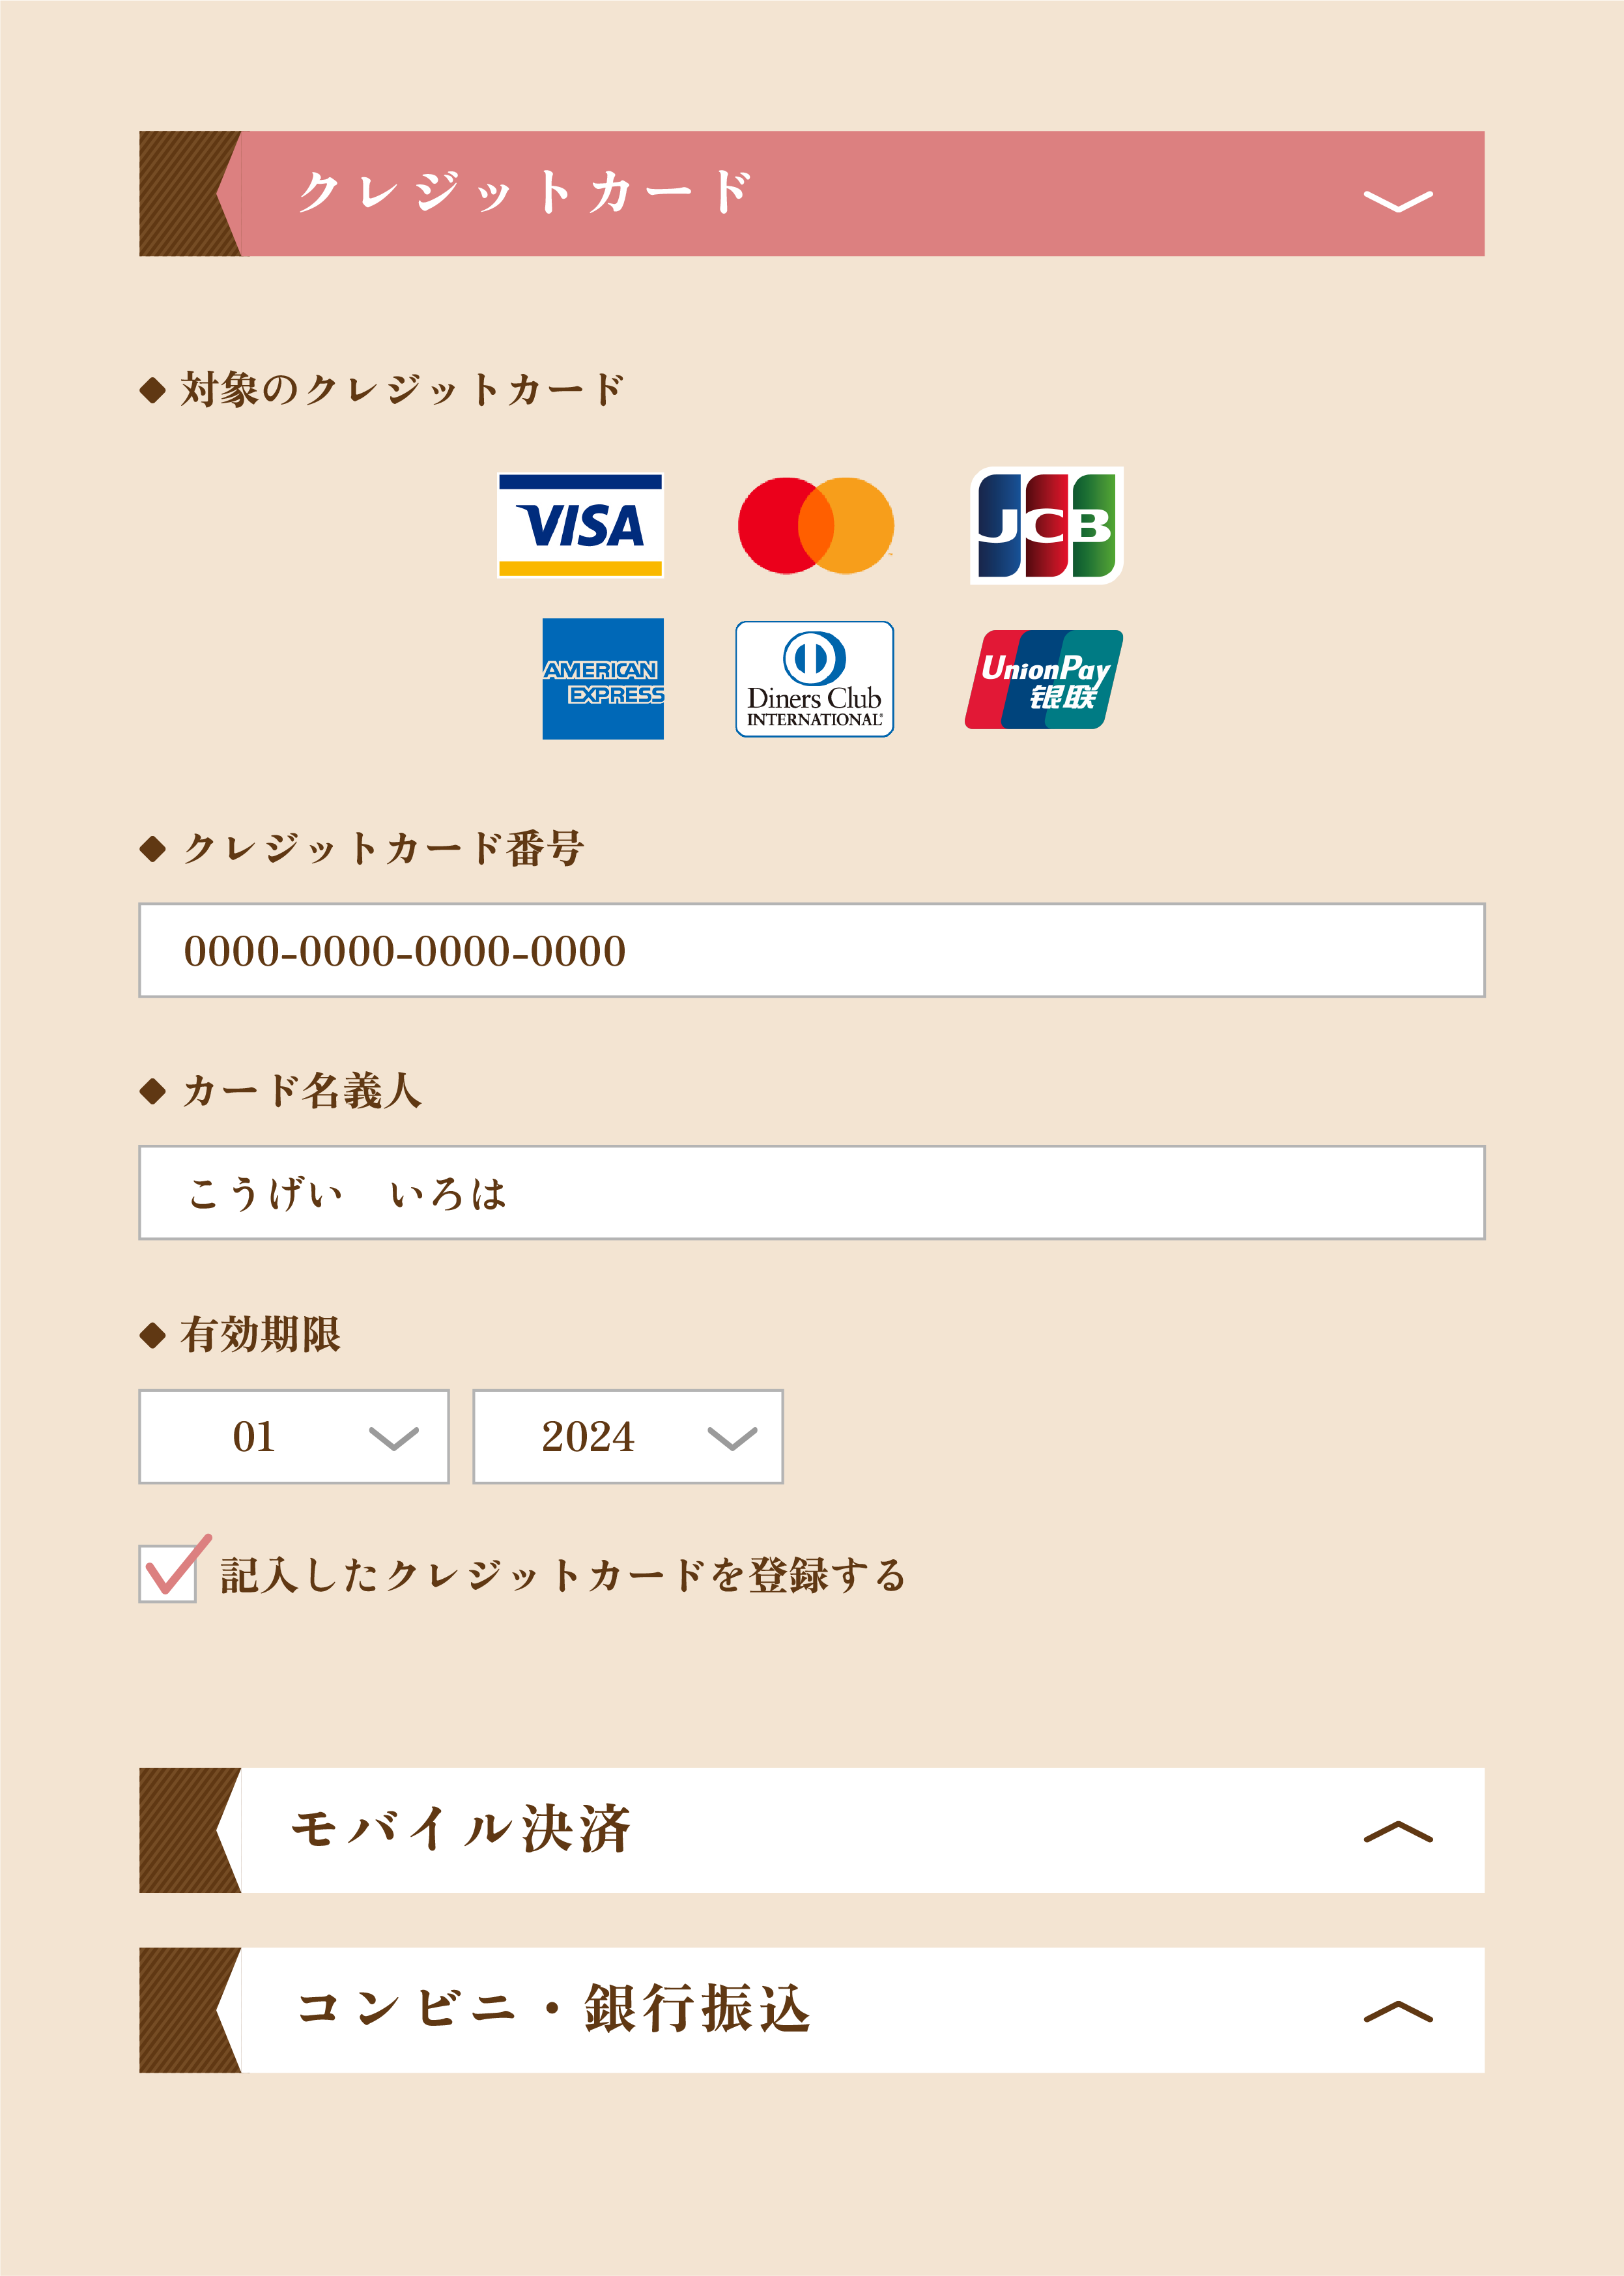 クレジットカード
対象のクレジットカード
VISA
JCB
AMERICAN
EXPRESS
Diners Club
INTERNATIONAL®
UnionPay
银联
クレジットカード番号
0000-0000-0000-0000
カード名義人
こうげい　いろは
有効期限
01
2024
記入したクレジットカードを登録する
モバイル決済
コンビニ・銀行振込